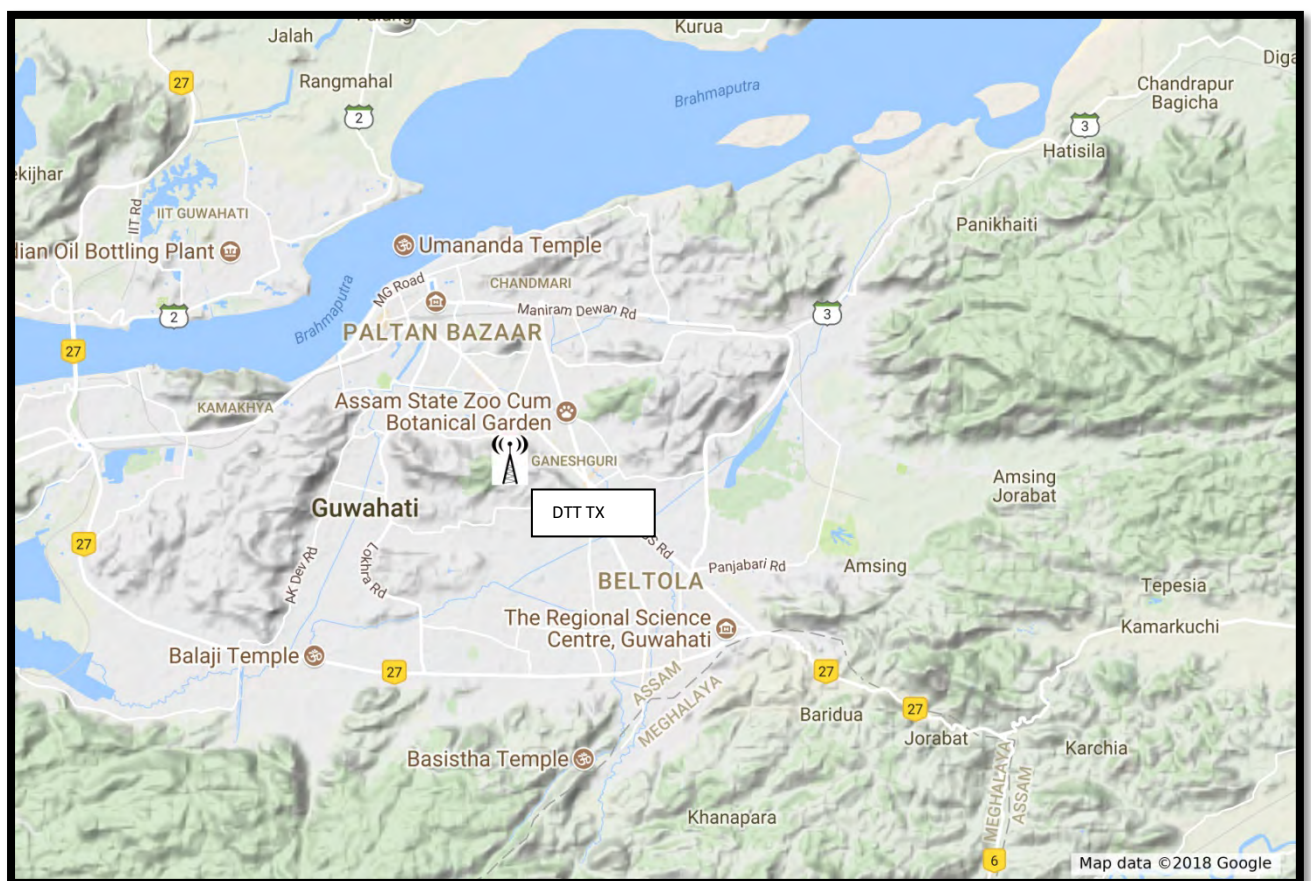 Kurua
Jalah
Diga
27
Rangmahal
Brahmaputra
Chandrapur
Bagicha
2
3
Hatisila
ekijhar
IIT Rd
IIT GUWAHATI
Panikhaiti
dian Oil Bottling Plant
Umananda Temple
MG Road
CHANDMARI
Brahmaputra
Maniram Dewan Rd
2
3
PALTAN BAZAAR
27
Assam State Zoo Cum
Botanical Garden
KAMAKHYA
GANESHGURI
Amsing
Jorabat
Guwahati
DTT TX
27
GS Rd
Lokhra Rd
AK Dev Rd
Panjabari Rd
Amsing
BELTOLA
Tepesia
The Regional Science
Centre, Guwahati
Kamarkuchi
Balaji Temple
27
27
ASSAM
MEGHALAYA
Baridua
27
Jorabat
Karchia
Basistha Temple
MEGHALAYA
ASSAM
Khanapara
6
Map data ©2018 Google